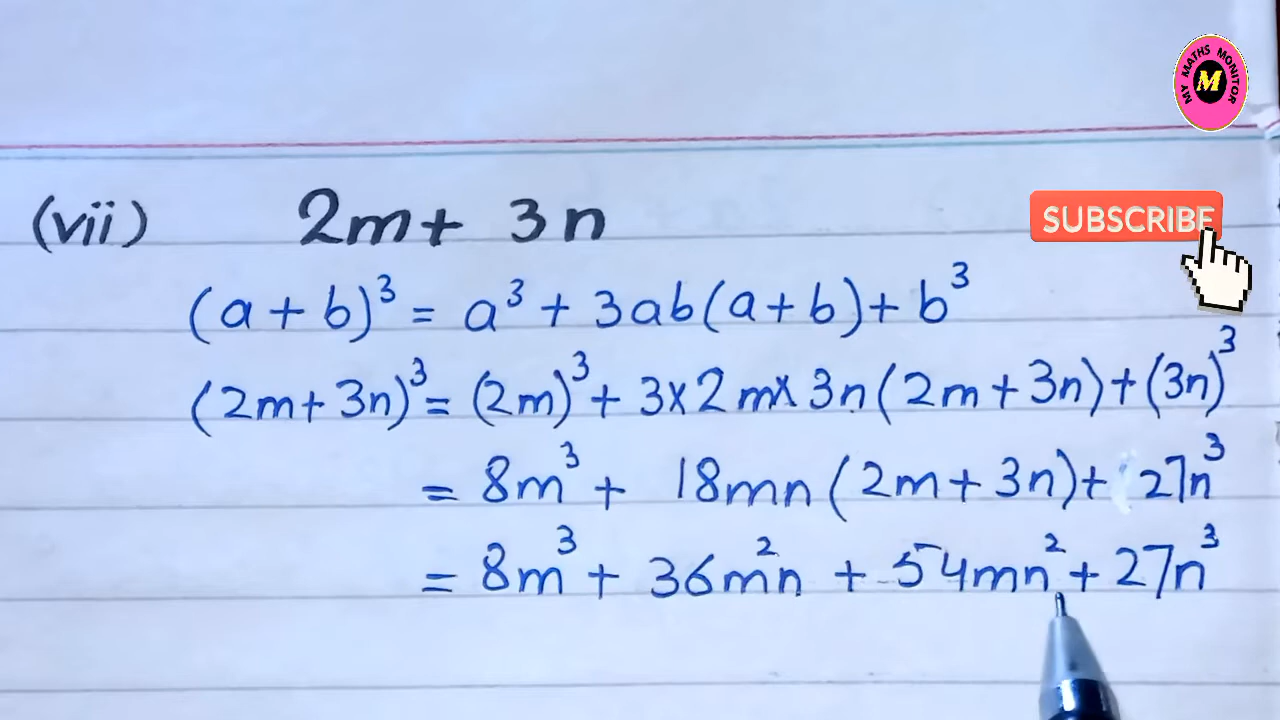 MY MATHS MONITOR
M
(vii) 2m + 3n
SUBSCRIBE
(a + b)³ = a³ + 3ab(a + b) + b³
(2m + 3n)³ = (2m)³ + 3 × 2m × 3n (2m + 3n) + (3n)³
= 8m³ + 18mn (2m + 3n) + 27n³
= 8m³ + 36m²n + 54mn² + 27n³